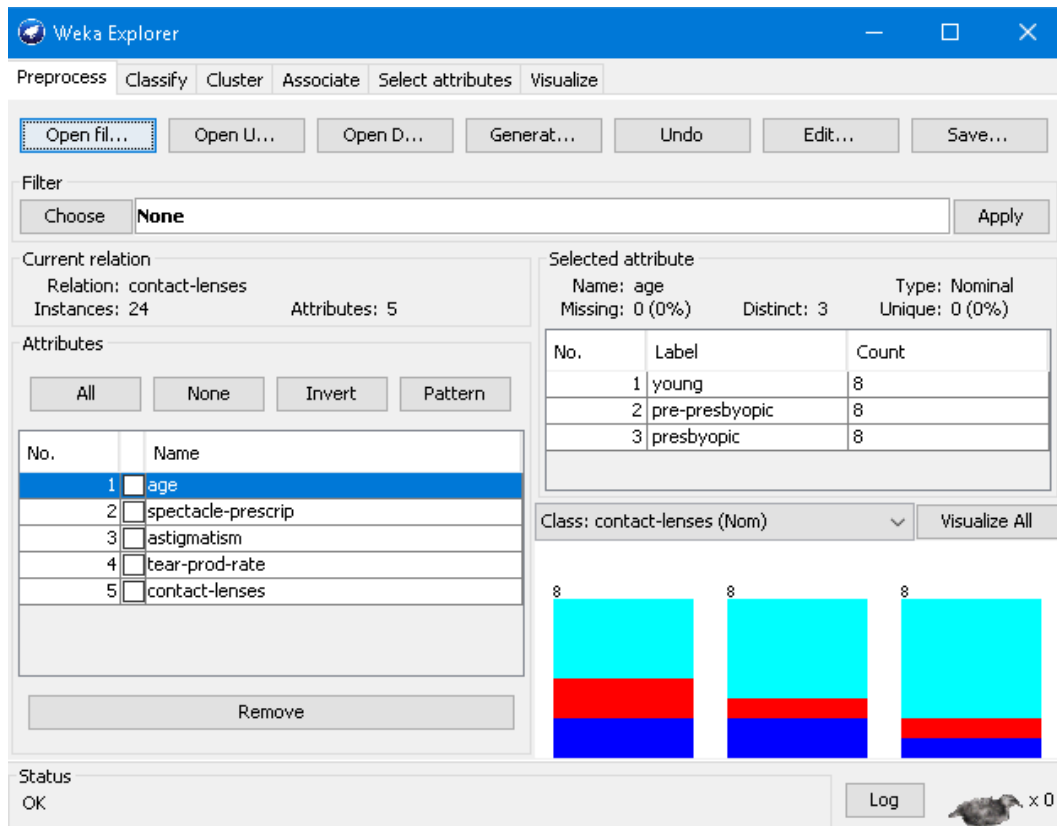 Weka Explorer
Preprocess Classify Cluster Associate Select attributes Visualize
Open fil... Open U... Open D... Generat... Undo Edit... Save...
Filter
Choose None Apply
Current relation
Relation: contact-lenses
Instances: 24 Attributes: 5
Selected attribute
Name: age Type: Nominal
Missing: 0 (0%) Distinct: 3 Unique: 0 (0%)
No. Label Count
1 young 8
2 pre-presbyopic 8
3 presbyopic 8
Attributes
All None Invert Pattern
No. Name
1 age
2 spectacle-prescrip
3 astigmatism
4 tear-prod-rate
5 contact-lenses
Remove
Class: contact-lenses (Nom) Visualize All
8 8 8
Status
OK
Log x 0